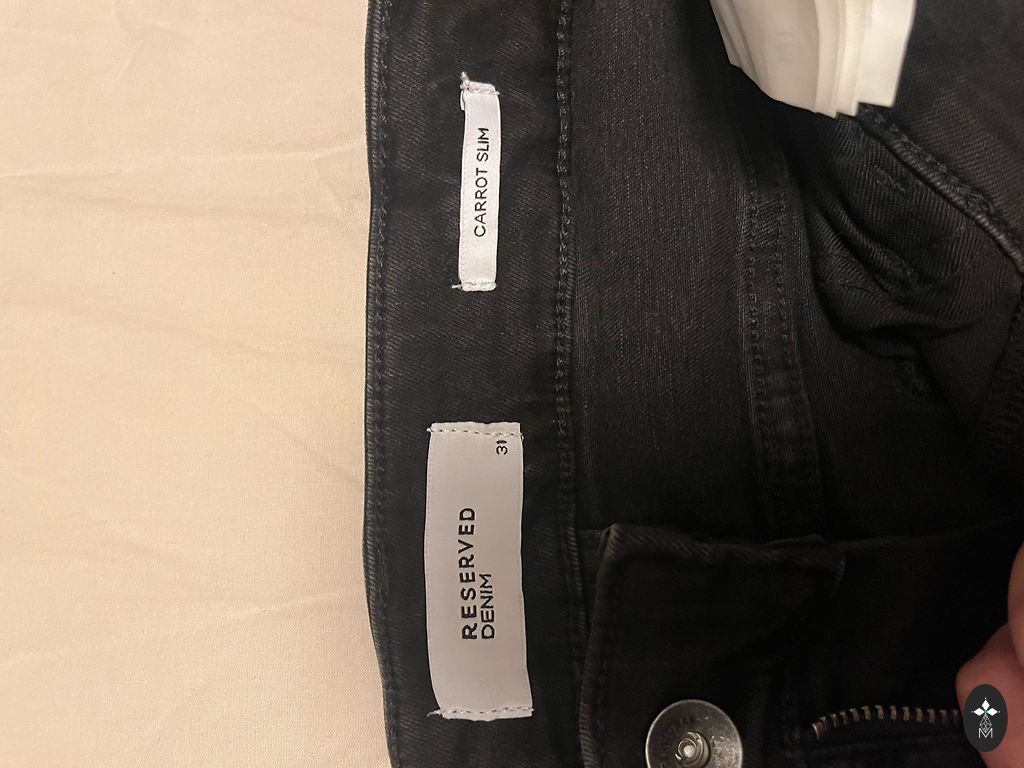 CARROT SLIM
31
RESERVED
DENIM